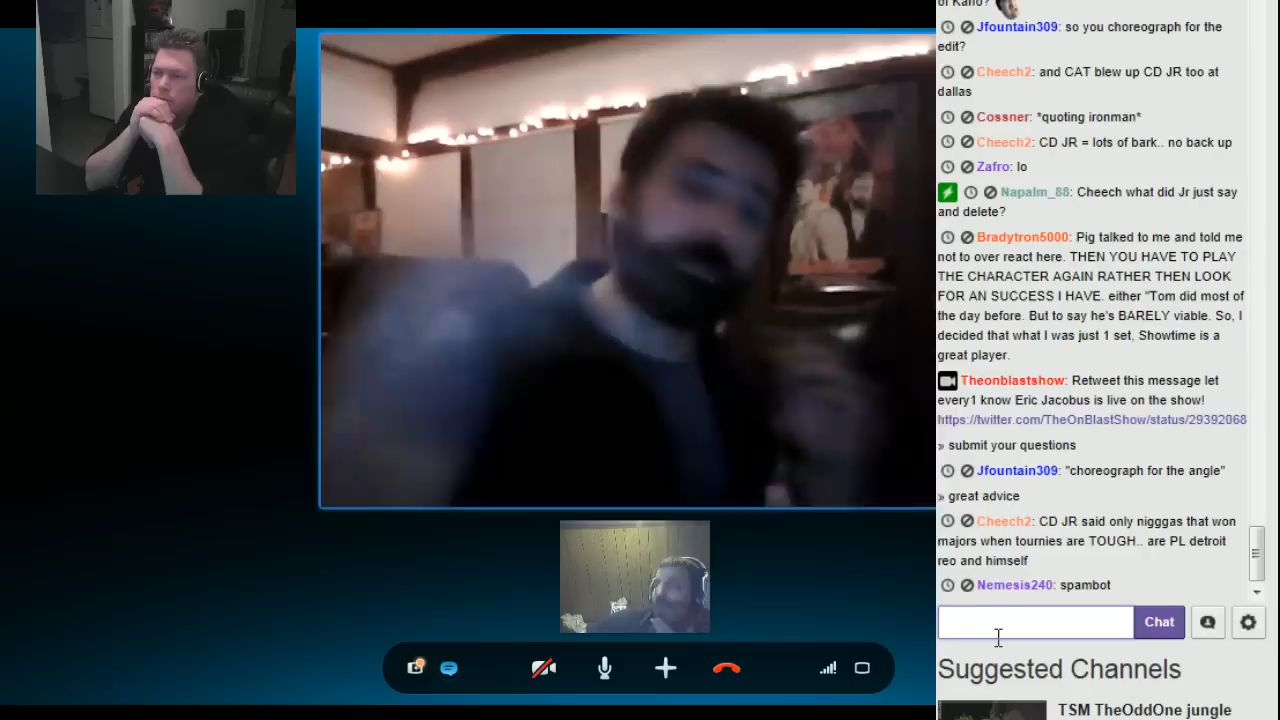 of Kano?
Jfountain309: so you choreograph for the
edit?
Cheech2: and CAT blew up CD JR too at
dallas
Cossner: *quoting ironman*
Cheech2: CD JR = lots of bark.. no back up
Zafro: lo
Napalm_88: Cheech what did Jr just say
and delete?
Bradytron5000: Pig talked to me and told me
not to over react here. THEN YOU HAVE TO PLAY
THE CHARACTER AGAIN RATHER THEN LOOK
FOR AN SUCCESS I HAVE. either "Tom did most of
the day before. But to say he's BARELY viable. So, I
decided that what I was just 1 set, Showtime is a
great player.
Theonblastshow: Retweet this message let
every1 know Eric Jacobus is live on the show!
https://twitter.com/TheOnBlastShow/status/29392068
» submit your questions
Jfountain309: "choreograph for the angle"
» great advice
Cheech2: CD JR said only nigggas that won
majors when tournies are TOUGH.. are PL detroit
reo and himself
Nemesis240: spambot
Chat
Suggested Channels
TSM TheOddOne jungle